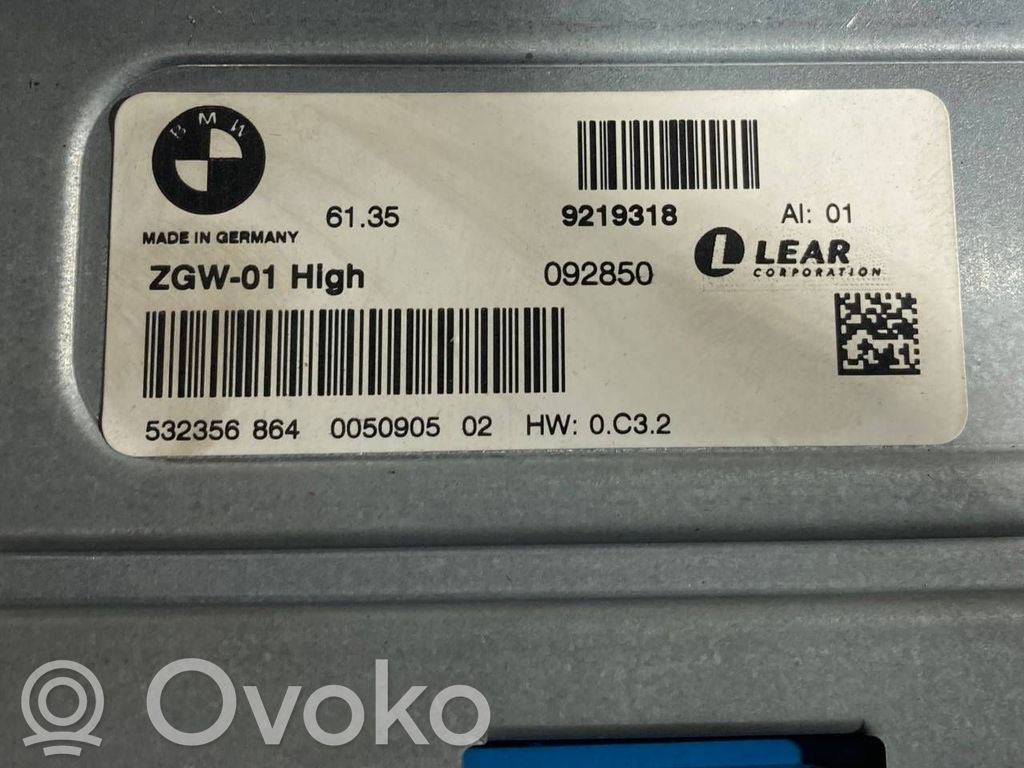 BMW
61.35
9219318
AI: 01
MADE IN GERMANY
ZGW-01 High
092850
L LEAR
CORPORATION
532356 864 0050905 02 HW: 0.C3.2
Ovoko